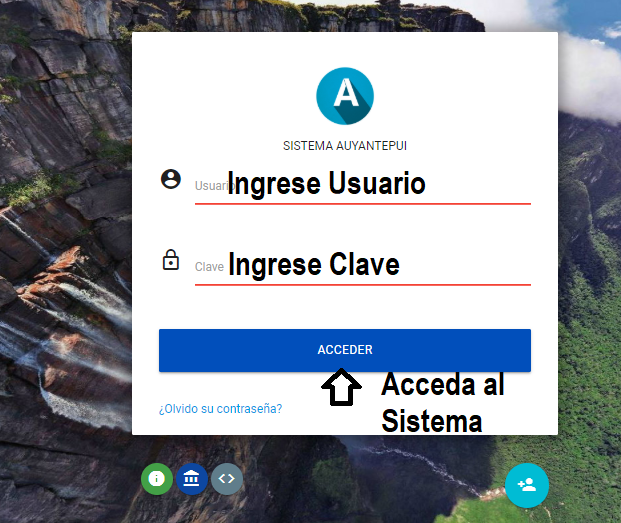 A
SISTEMA AUYANTEPUI
Usuario Ingrese Usuario
Clave Ingrese Clave
ACCEDER
Acceda al
Sistema
¿Olvido su contraseña?